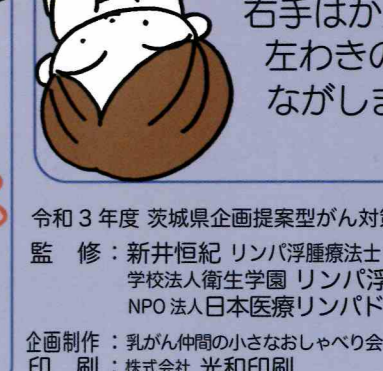 右手はか
左わきの
ながしま
令和3年度 茨城県企画提案型がん対策
監　修：新井恒紀 リンパ浮腫療法士
学校法人衛生学園 リンパ浮
NPO法人日本医療リンパド
企画制作：乳がん仲間の小さなおしゃべり会
印　刷：株式会社 光和印刷